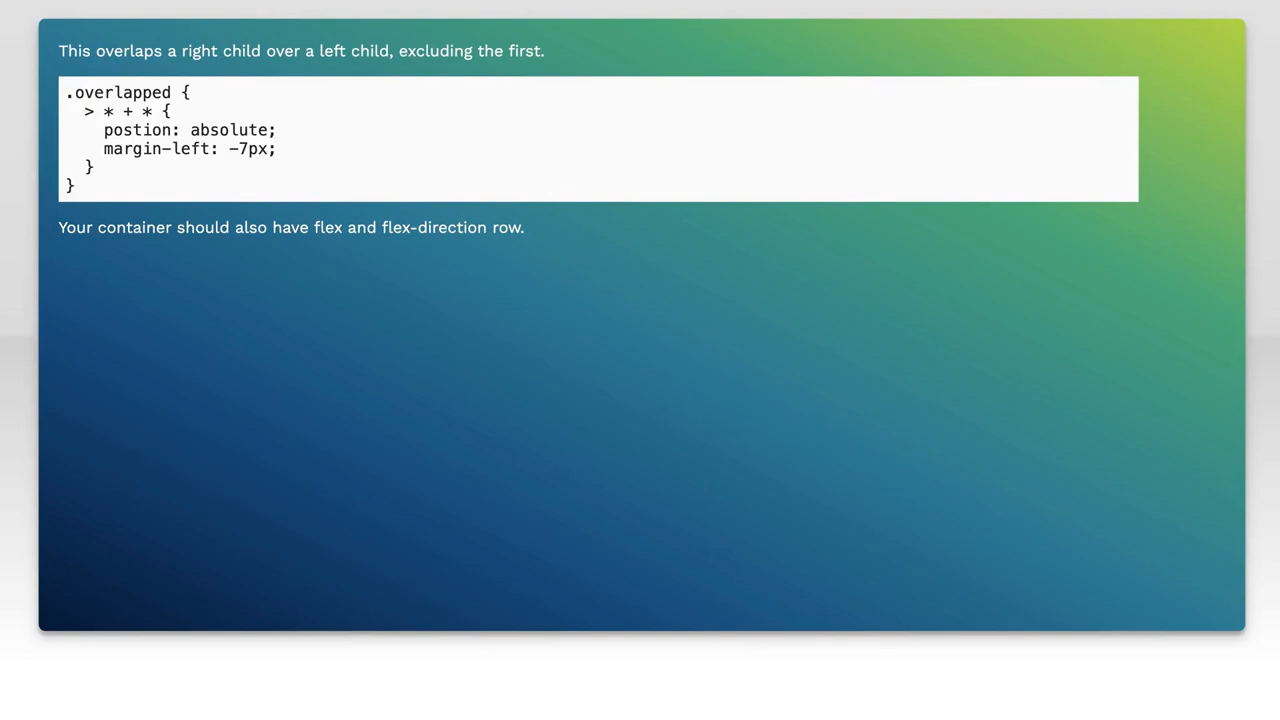 This overlaps a right child over a left child, excluding the first.
.overlapped {
  > * + * {
    postion: absolute;
    margin-left: -7px;
  }
}
Your container should also have flex and flex-direction row.